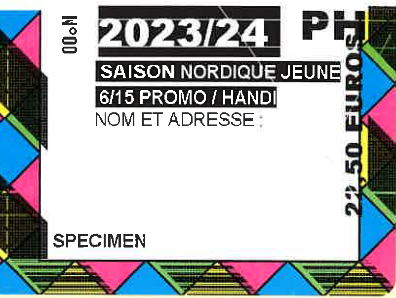 N°00
2023/24 PH
SAISON NORDIQUE JEUNE
6/15 PROMO / HANDI
NOM ET ADRESSE :
22,50 EUROS
SPECIMEN